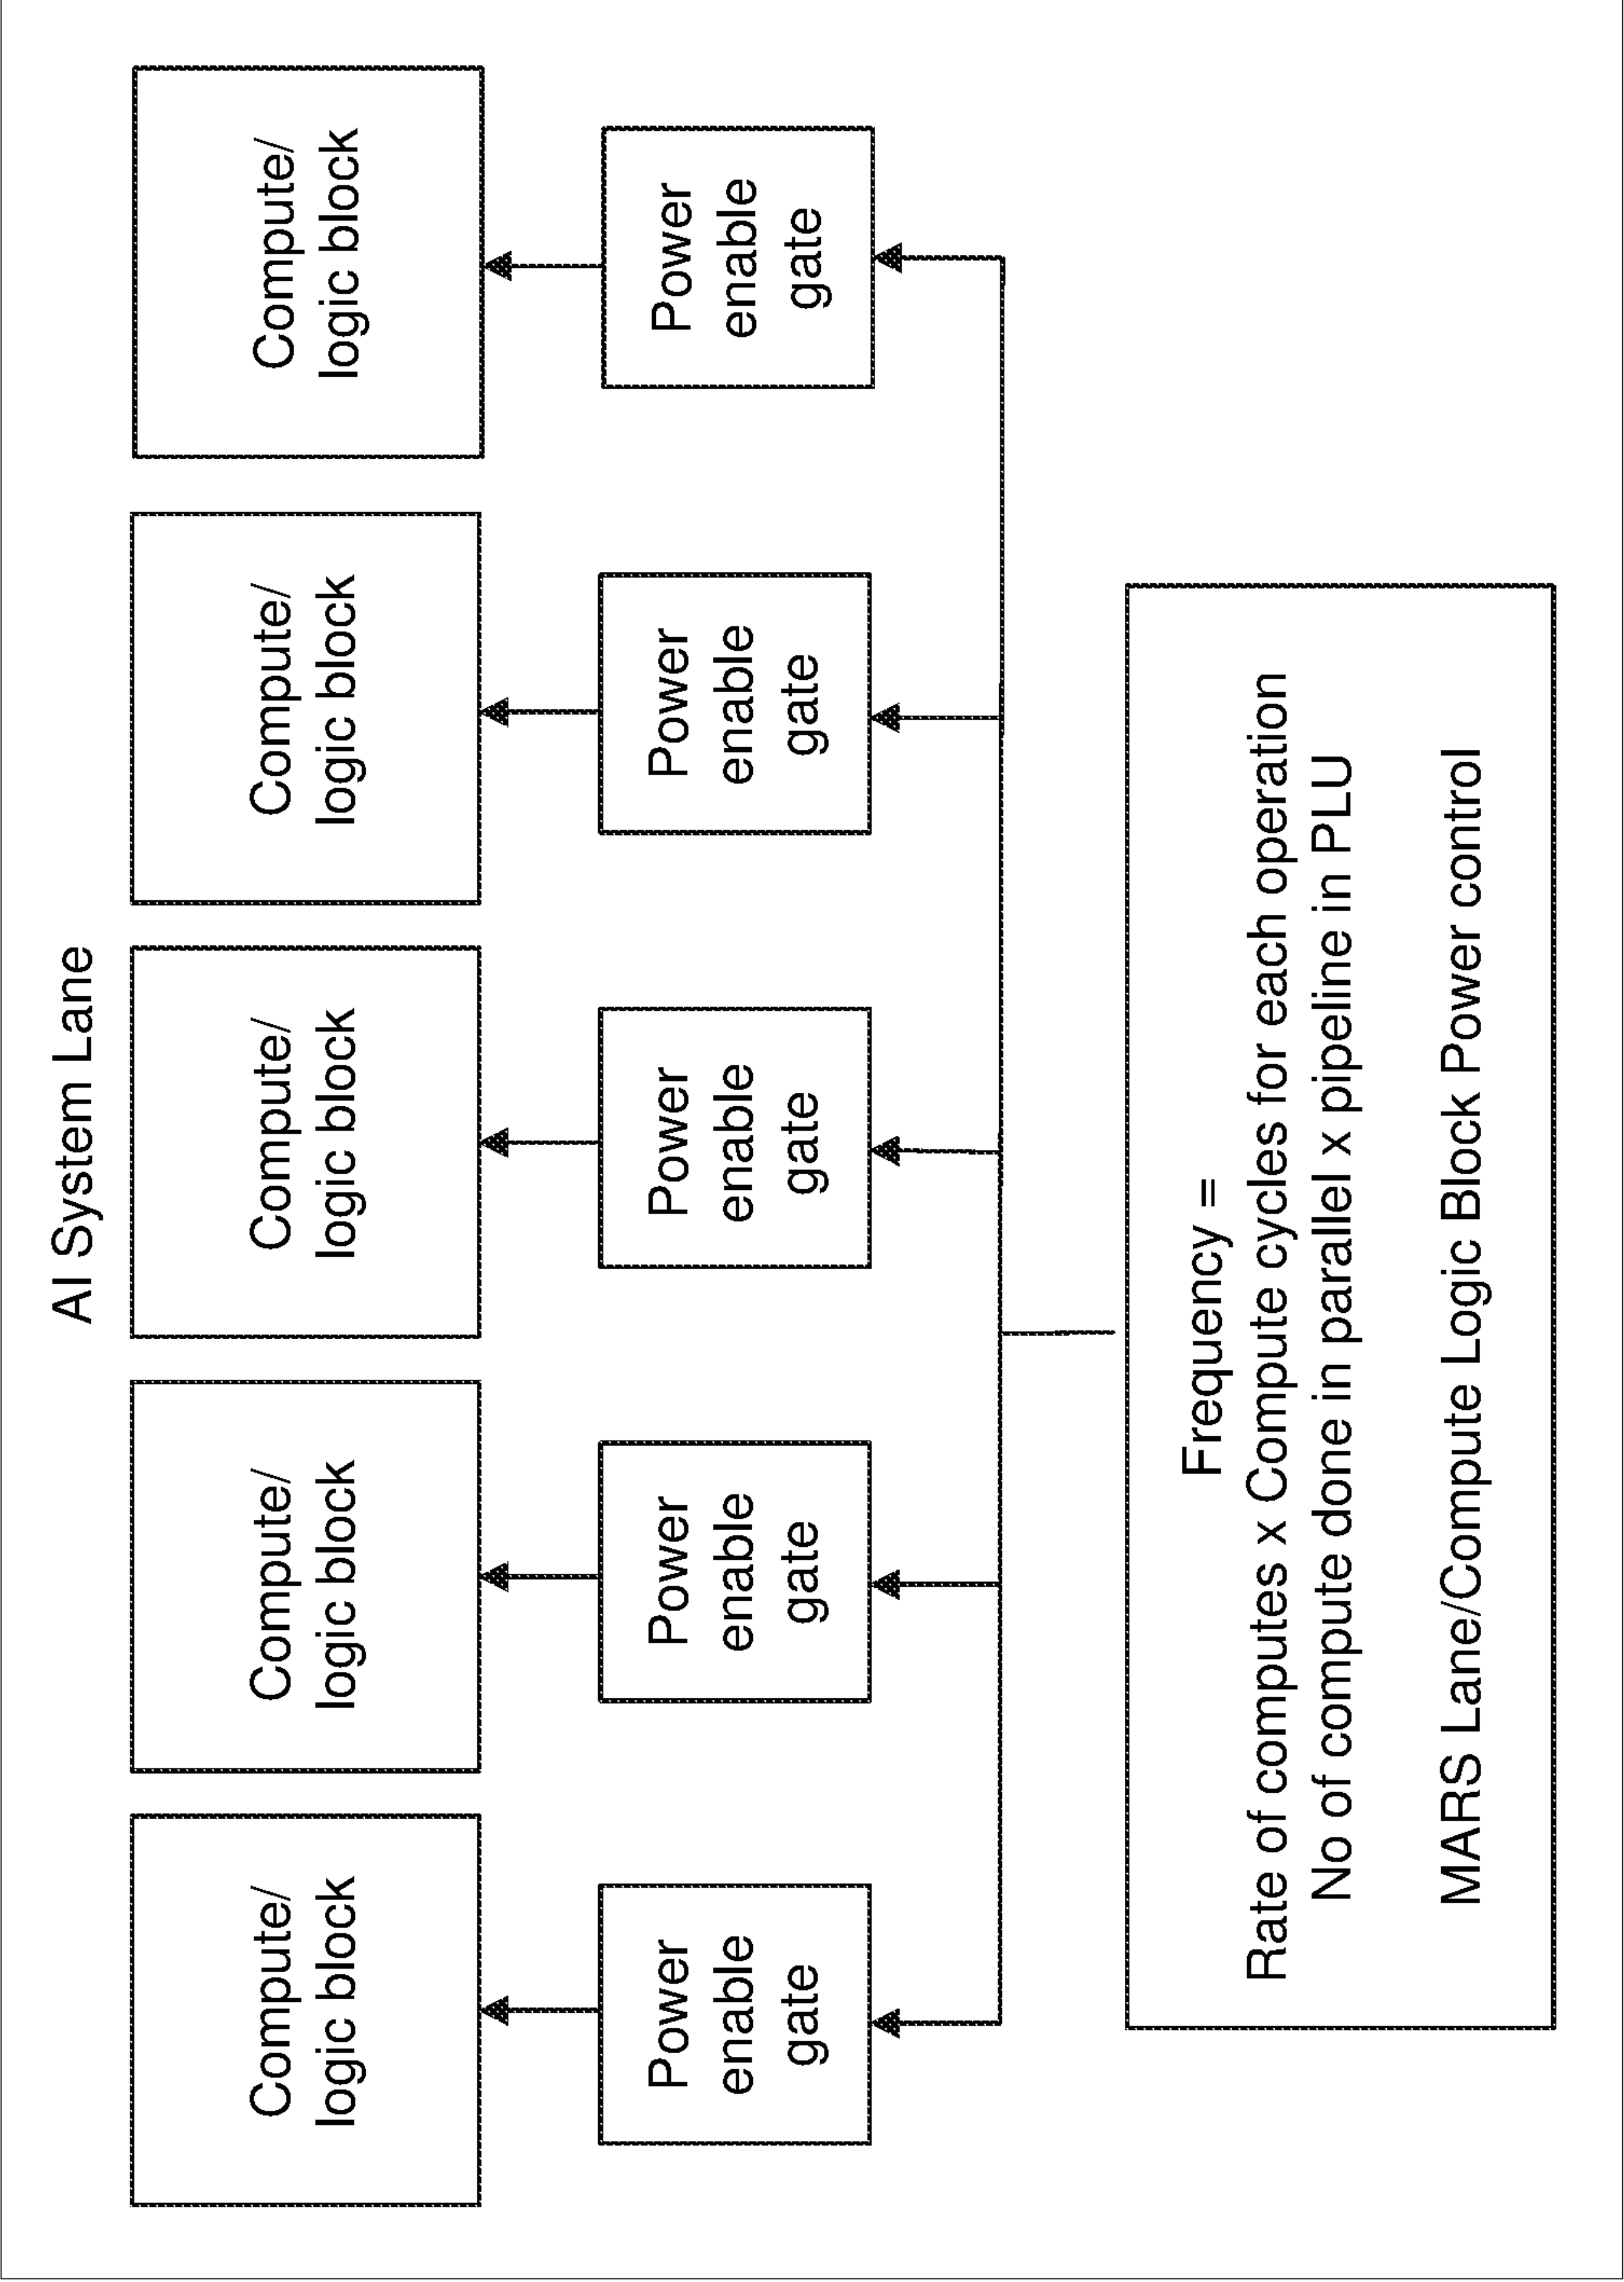 AI System Lane
Compute/
logic block
Compute/
logic block
Compute/
logic block
Compute/
logic block
Compute/
logic block
Power
enable
gate
Power
enable
gate
Power
enable
gate
Power
enable
gate
Power
enable
gate
Frequency =
Rate of computes x Compute cycles for each operation
No of compute done in parallel x pipeline in PLU
MARS Lane/Compute Logic Block Power control